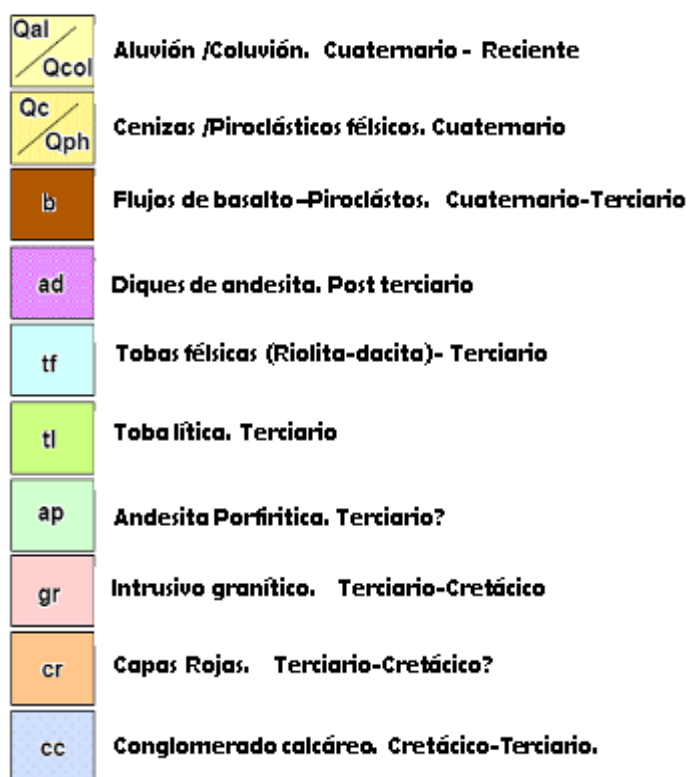 Qal
Qcol
Aluvión /Coluvión. Cuaternario - Reciente
Qc
Qph
Cenizas /Piroclásticos félsicos. Cuaternario
b
Flujos de basalto–Piroclástos. Cuaternario-Terciario
ad
Diques de andesita. Post terciario
tf
Tobas félsicas (Riolita-dacita)- Terciario
tl
Toba lítica. Terciario
ap
Andesita Porfiritica. Terciario?
gr
Intrusivo granítico. Terciario-Cretácico
cr
Capas Rojas. Terciario-Cretácico?
cc
Conglomerado calcáreo. Cretácico-Terciario.